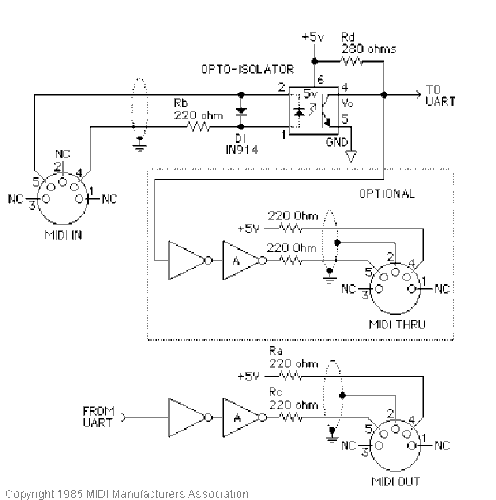 +5v
Rd
280 ohms
OPTO-ISOLATOR
6
2
5v
4
TO
UART
Rb
220 ohm
Vo
1
5
D1
IN914
GND
NC
2
5
4
NC
3
1
NC
MIDI IN
OPTIONAL
220 Ohm
+5V
220 Ohm
A
2
5
4
NC
3
1
NC
MIDI THRU
Ra
220 ohm
+5V
Rc
220 ohm
FROM
UART
A
2
5
4
NC
3
1
NC
MIDI OUT
Copyright 1985 MIDI Manufacturers Association